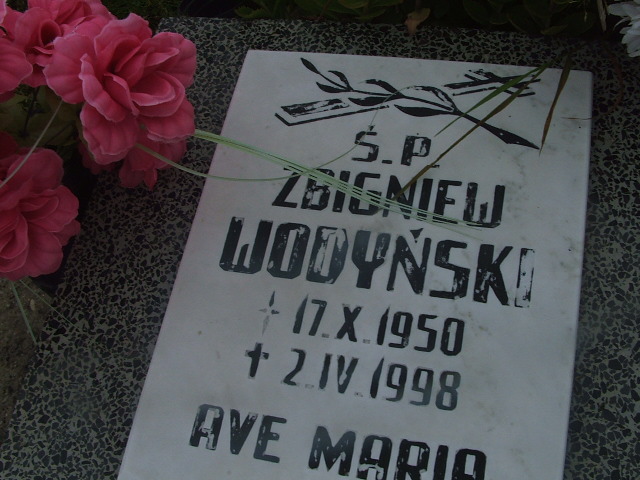 Ś.P.
ZBIGNIEW
WODYŃSKI
17.X.1950
✝ 2.IV.1998
AVE MARIA